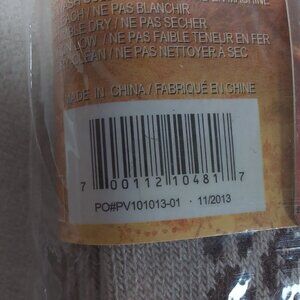 NE PAS BLANCHIR
DRY / NE PAS SECHER
LOW / NE PAS FAIBLE TENEUR EN FER
CLEAN / NE PAS NETTOYER À SEC
MADE IN CHINA / FABRIQUÉ EN CHINE
7 00112 10481 7
PO#PV101013-01 · 11/2013